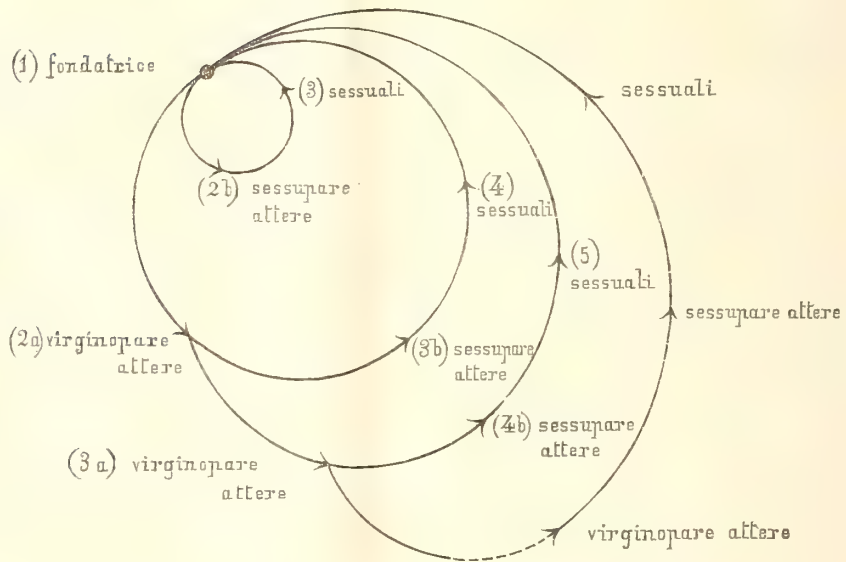 (1) fondatrice
sessuali
(3) sessuali
(2b) sessupare
attere
(4)
sessuali
(5)
sessuali
sessupare attere
(2a) virginopare
attere
(3b) sessupare
attere
(4b) sessupare
attere
(3a) virginopare
attere
virginopare attere